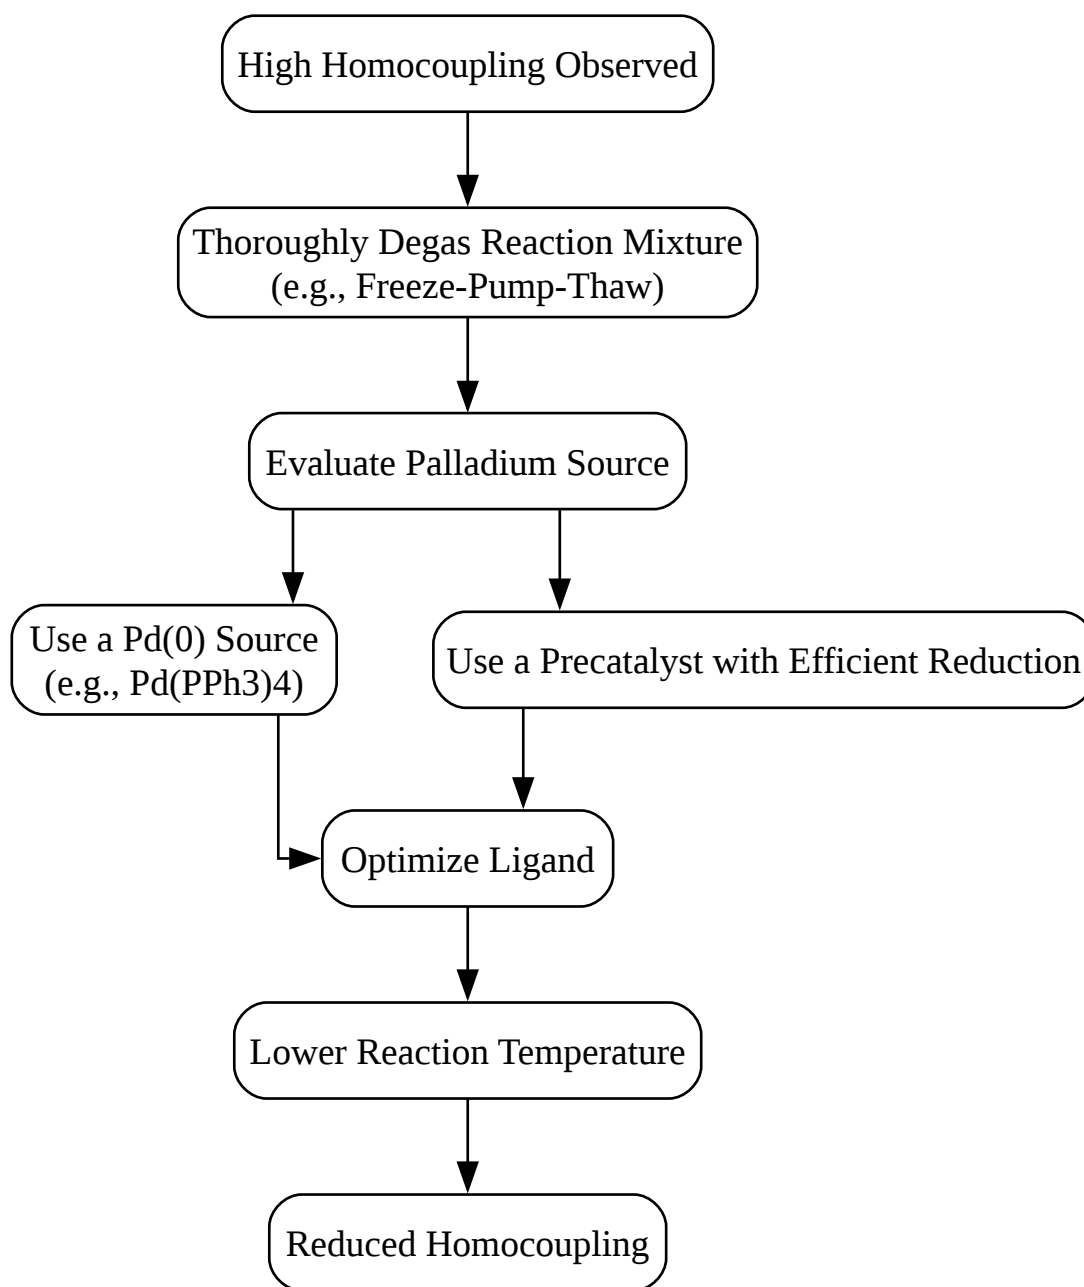 High Homocoupling Observed
Thoroughly Degas Reaction Mixture
(e.g., Freeze-Pump-Thaw)
Evaluate Palladium Source
Use a Pd(0) Source
(e.g., Pd(PPh3)4)
Use a Precatalyst with Efficient Reduction
Optimize Ligand
Lower Reaction Temperature
Reduced Homocoupling